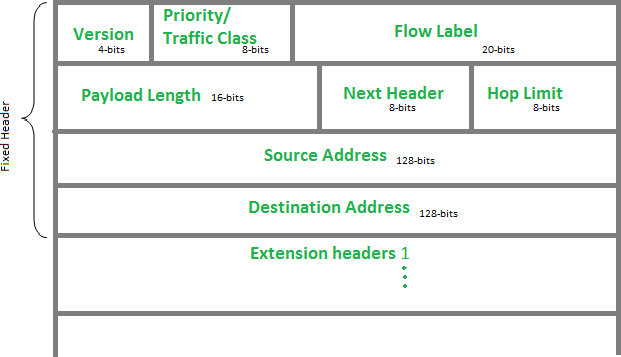 Version
4-bits
Priority/
Traffic Class
8-bits
Flow Label
20-bits
Payload Length 16-bits
Next Header
8-bits
Hop Limit
8-bits
Source Address 128-bits
Destination Address 128-bits
Extension headers 1
Fixed Header